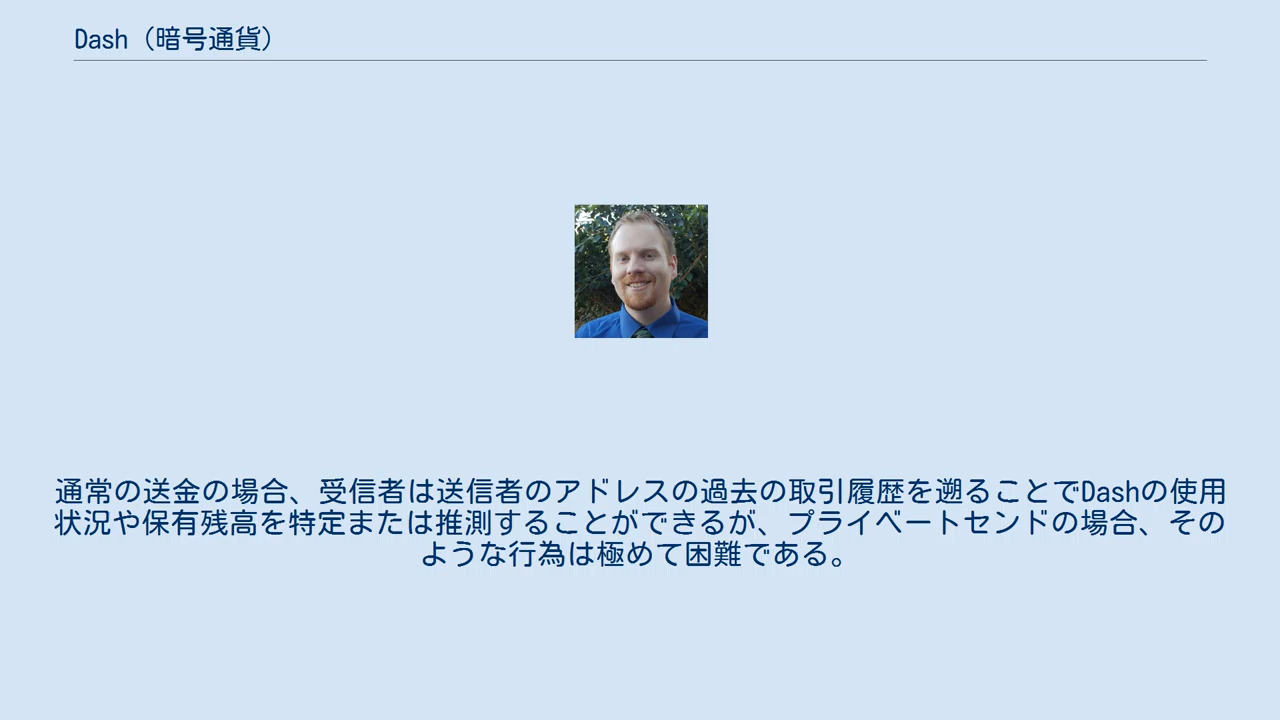 Dash（暗号通貨）
通常の送金の場合、受信者は送信者のアドレスの過去の取引履歴を遡ることでDashの使用
状況や保有残高を特定または推測することができるが、プライベートセンドの場合、その
ような行為は極めて困難である。